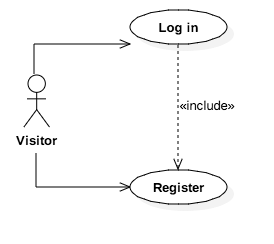 Log in
«include»
Visitor
Register